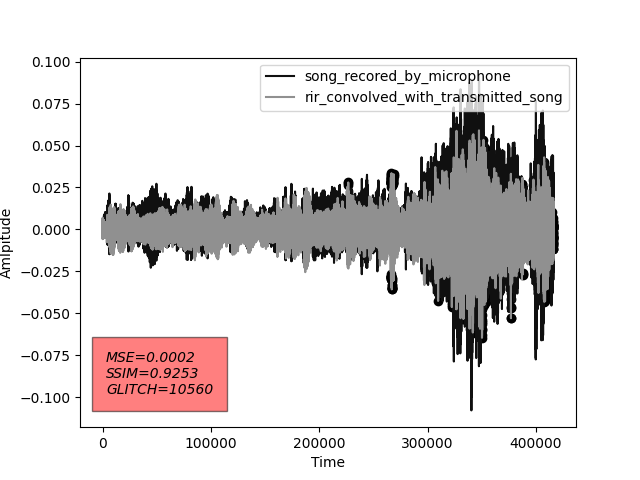 song_recored_by_microphone
rir_convolved_with_transmitted_song
0.100
0.075
0.050
0.025
0.000
−0.025
−0.050
−0.075
−0.100
Amlpitude
MSE=0.0002
SSIM=0.9253
GLITCH=10560
0 100000 200000 300000 400000
Time